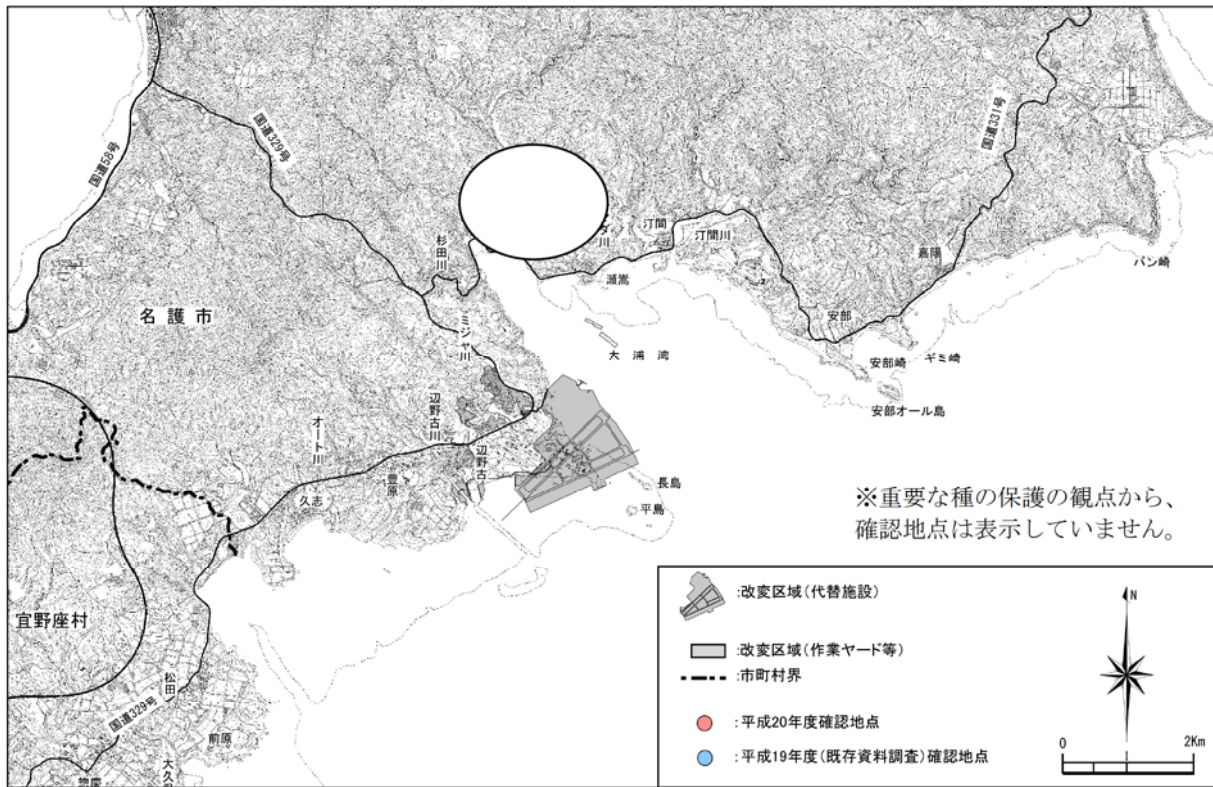 国道58号
国道329号
国道331号
杉田川
ダ川
汀間
汀間川
瀬嵩
嘉陽
バン崎
名護市
ミジャ川
大浦湾
安部
安部崎
ギミ崎
安部オール島
オート川
辺野古川
辺野古
豊原
久志
長島
平島
宜野座村
松田
国道329号
前原
惣慶
※重要な種の保護の観点から、
確認地点は表示していません。
:改変区域(代替施設)
:改変区域(作業ヤード等)
:市町村界
:平成20年度確認地点
:平成19年度(既存資料調査)確認地点
N
0 2Km